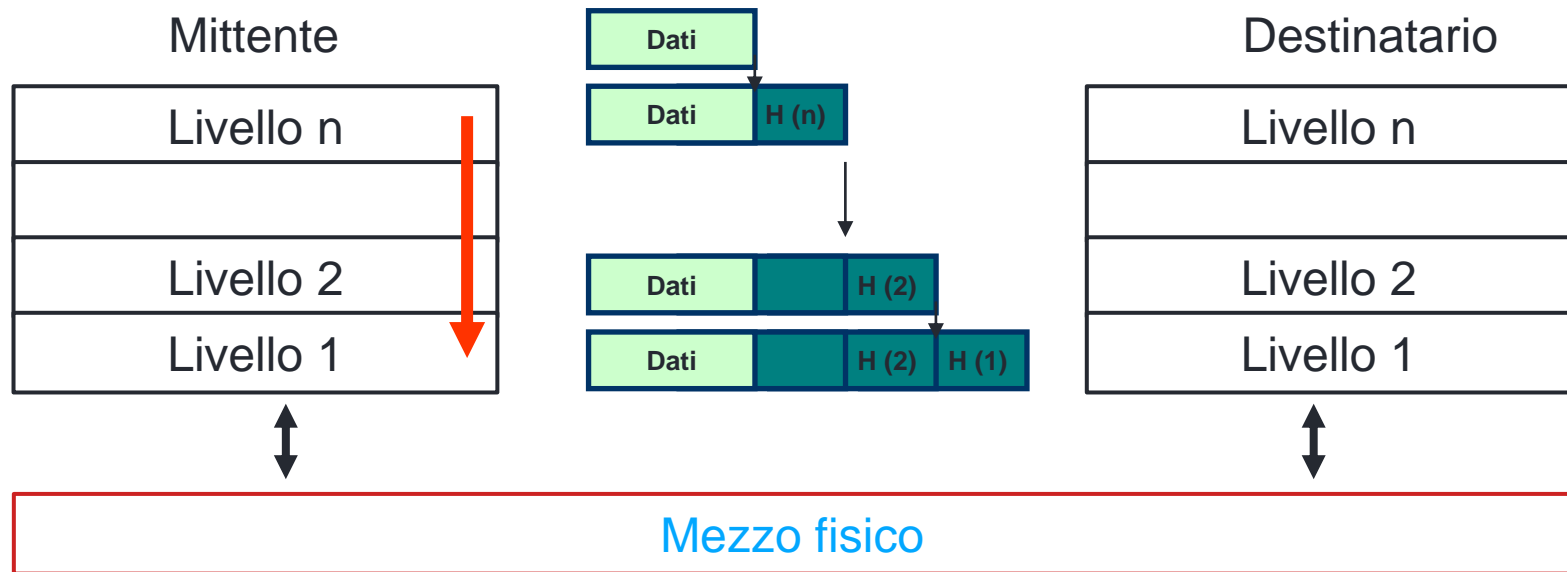 Mittente
Dati
Destinatario
Livello n
Dati H (n)
Livello n
Livello 2
Dati H (2)
Livello 2
Livello 1
Dati H (2) H (1)
Livello 1
Mezzo fisico